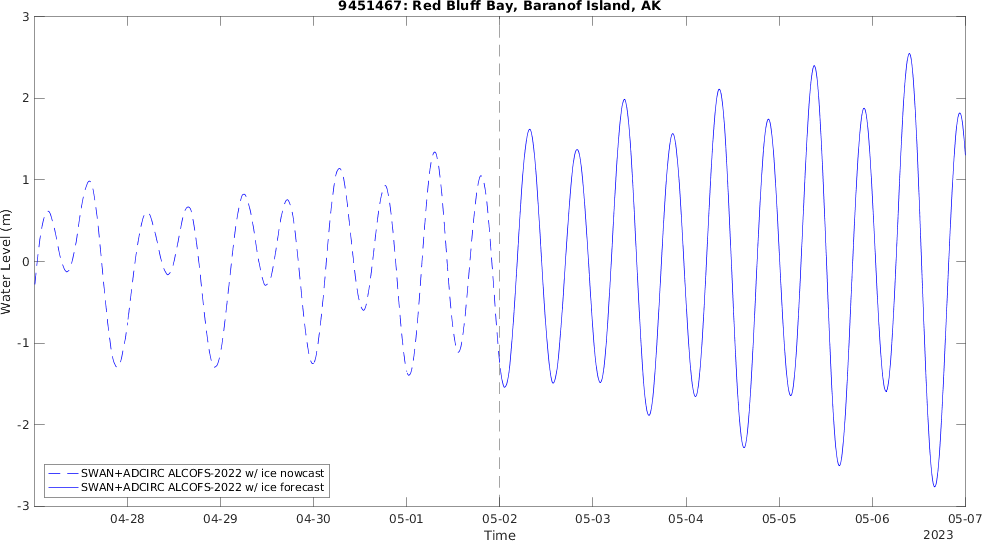 9451467: Red Bluff Bay, Baranof Island, AK
3
2
1
0
-1
-2
-3
Water Level (m)
SWAN+ADCIRC ALCOFS-2022 w/ ice nowcast
SWAN+ADCIRC ALCOFS-2022 w/ ice forecast
04-28 04-29 04-30 05-01 05-02 05-03 05-04 05-05 05-06 05-07
Time
2023